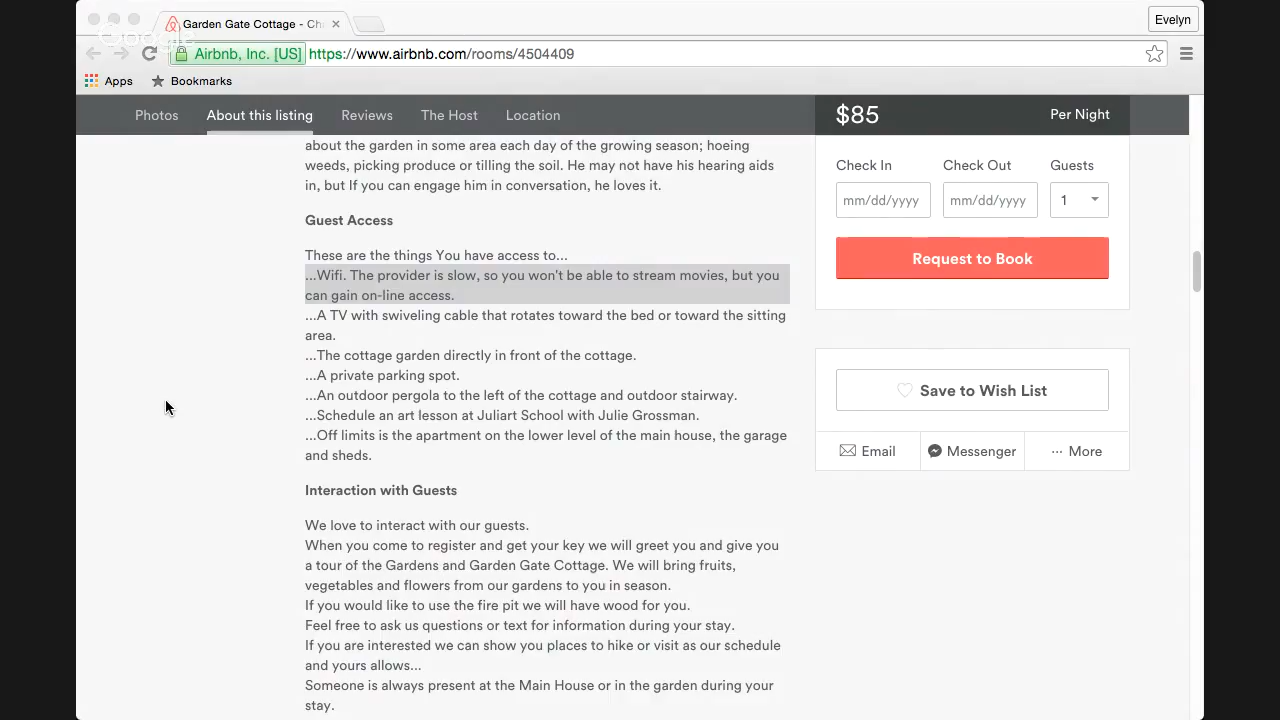 Garden Gate Cottage - Ch
Evelyn
Google
Airbnb, Inc. [US] https://www.airbnb.com/rooms/4504409
Apps Bookmarks
Photos About this listing Reviews The Host Location
$85 Per Night
about the garden in some area each day of the growing season; hoeing
weeds, picking produce or tilling the soil. He may not have his hearing aids
in, but If you can engage him in conversation, he loves it.
Guest Access
These are the things You have access to...
...Wifi. The provider is slow, so you won't be able to stream movies, but you
can gain on-line access.
...A TV with swiveling cable that rotates toward the bed or toward the sitting
area.
...The cottage garden directly in front of the cottage.
...A private parking spot.
...An outdoor pergola to the left of the cottage and outdoor stairway.
...Schedule an art lesson at Juliart School with Julie Grossman.
...Off limits is the apartment on the lower level of the main house, the garage
and sheds.
Interaction with Guests
We love to interact with our guests.
When you come to register and get your key we will greet you and give you
a tour of the Gardens and Garden Gate Cottage. We will bring fruits,
vegetables and flowers from our gardens to you in season.
If you would like to use the fire pit we will have wood for you.
Feel free to ask us questions or text for information during your stay.
If you are interested we can show you places to hike or visit as our schedule
and yours allows...
Someone is always present at the Main House or in the garden during your
stay.
Check In Check Out Guests
mm/dd/yyyy mm/dd/yyyy 1
Request to Book
Save to Wish List
Email Messenger ··· More